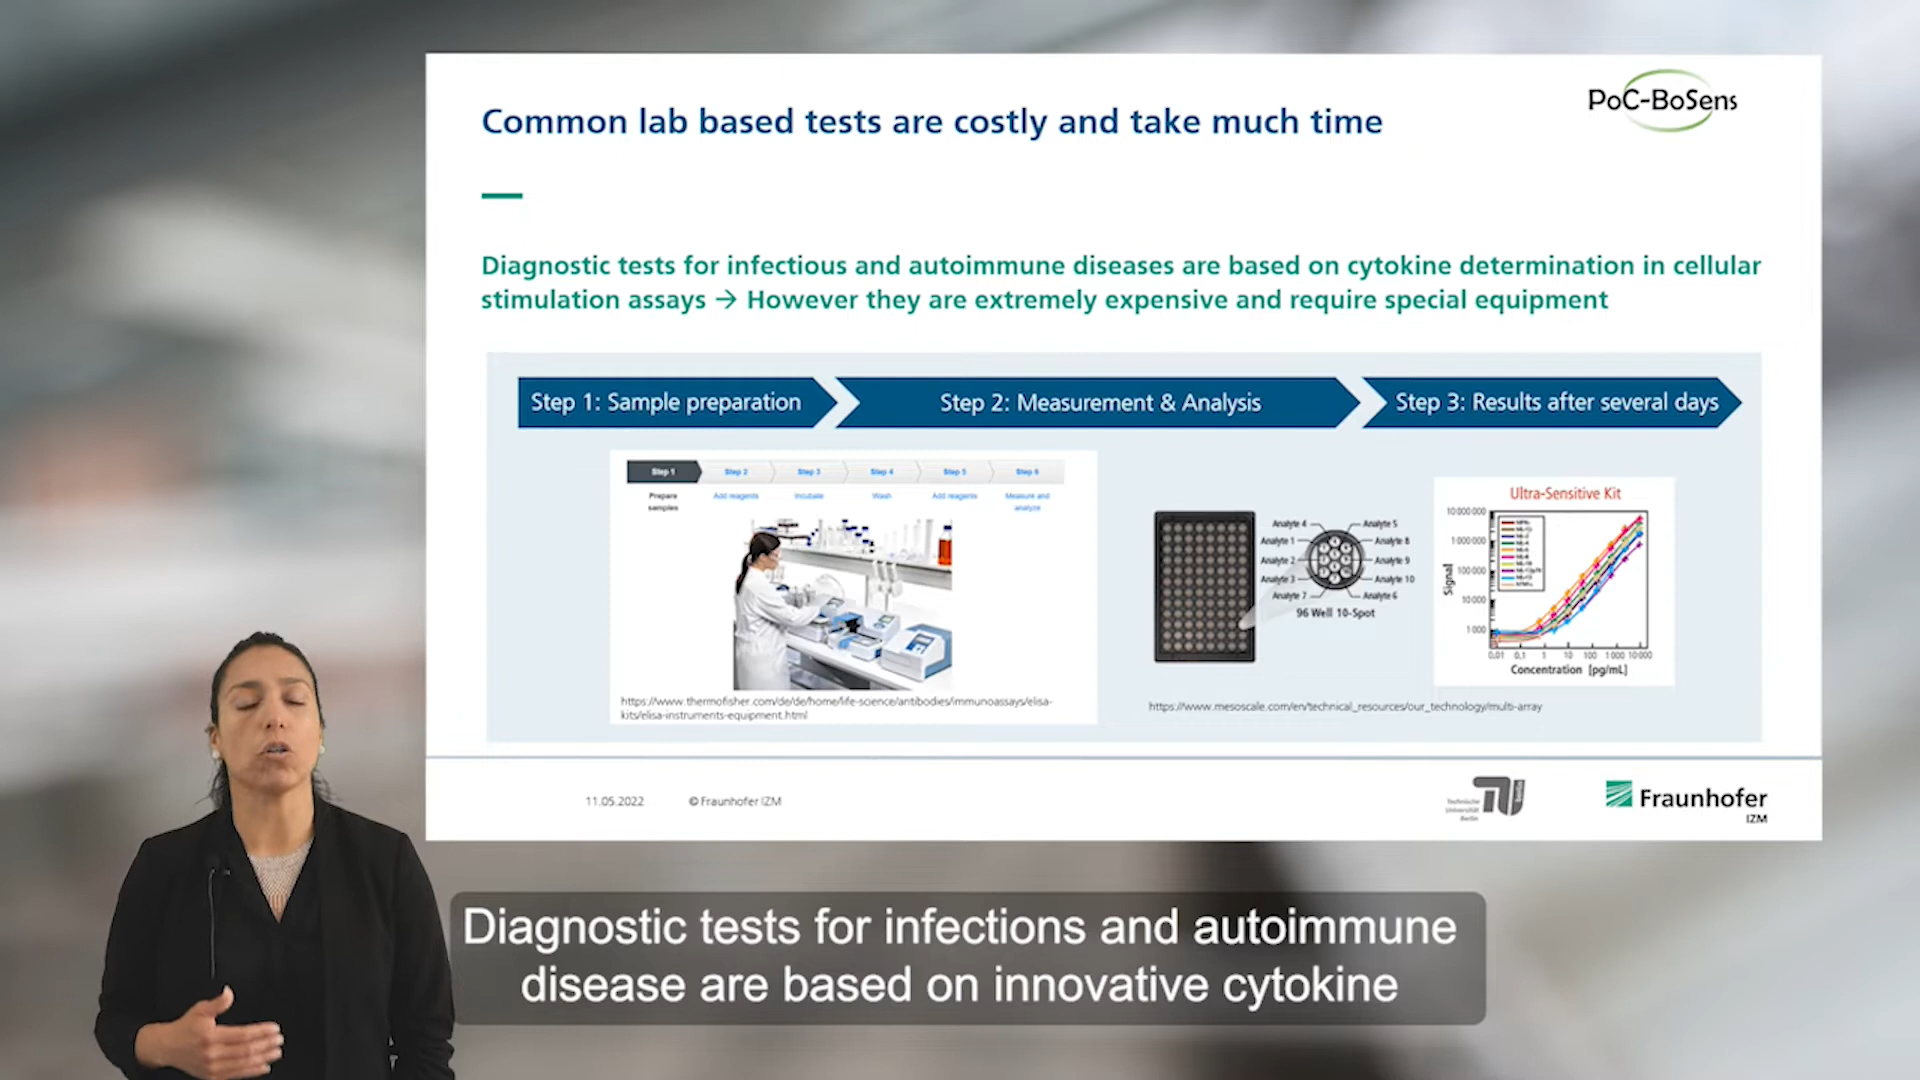 PoC-BoSens
Common lab based tests are costly and take much time
Diagnostic tests for infectious and autoimmune diseases are based on cytokine determination in cellular
stimulation assays → However they are extremely expensive and require special equipment
Step 1: Sample preparation
Step 2: Measurement & Analysis
Step 3: Results after several days
Step 1 Step 2 Step 3 Step 4 Step 5 Step 6
Prepare samples
Add reagents
Incubate
Wash
Add reagents
Measure and analyze
https://www.thermofisher.com/de/de/home/life-science/antibodies/immunoassays/elisa-
kits/elisa-instruments-equipment.html
Analyte 4
Analyte 1
Analyte 2
Analyte 3
Analyte 7
Analyte 5
Analyte 8
Analyte 9
Analyte 10
Analyte 6
96 Well 10-Spot
https://www.mesoscale.com/en/technical_resources/our_technology/multi-array
Ultra-Sensitive Kit
Signal
10 000 000
1 000 000
100 000
10 000
1 000
0,01 0,1 1 10 100 1 000 10 000
Concentration [pg/mL]
11.05.2022
© Fraunhofer IZM
Technische
Universität
Berlin
Fraunhofer
IZM
Diagnostic tests for infections and autoimmune
disease are based on innovative cytokine